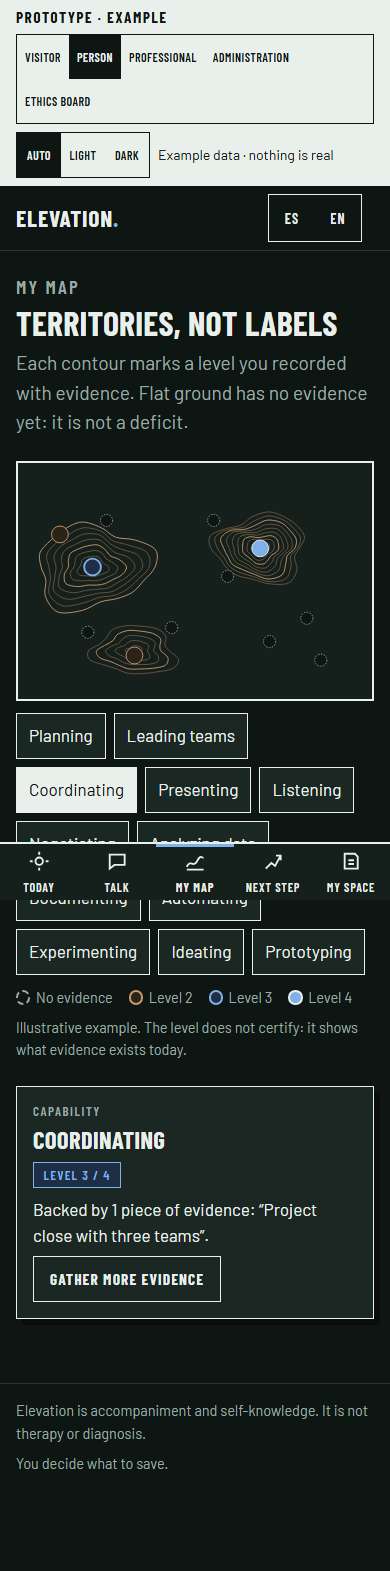 PROTOTYPE · EXAMPLE
VISITOR PERSON PROFESSIONAL ADMINISTRATION
ETHICS BOARD
AUTO LIGHT DARK Example data · nothing is real
ELEVATION. ES EN
MY MAP
TERRITORIES, NOT LABELS
Each contour marks a level you recorded
with evidence. Flat ground has no evidence
yet: it is not a deficit.
Planning Leading teams
Coordinating Presenting Listening
Negotiating Analyzing data
TODAY TALK MY MAP NEXT STEP MY SPACE
Documenting Automating
Experimenting Ideating Prototyping
No evidence Level 2 Level 3 Level 4
Illustrative example. The level does not certify: it shows
what evidence exists today.
CAPABILITY
COORDINATING
LEVEL 3 / 4
Backed by 1 piece of evidence: “Project
close with three teams”.
GATHER MORE EVIDENCE
Elevation is accompaniment and self-knowledge. It is not
therapy or diagnosis.
You decide what to save.